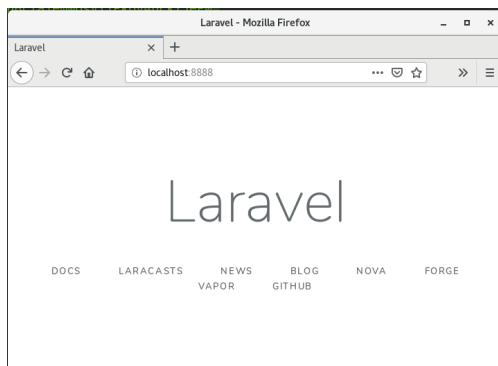 Laravel - Mozilla Firefox
Laravel
localhost:8888
Laravel
DOCS LARACASTS NEWS BLOG NOVA FORGE
VAPOR GITHUB